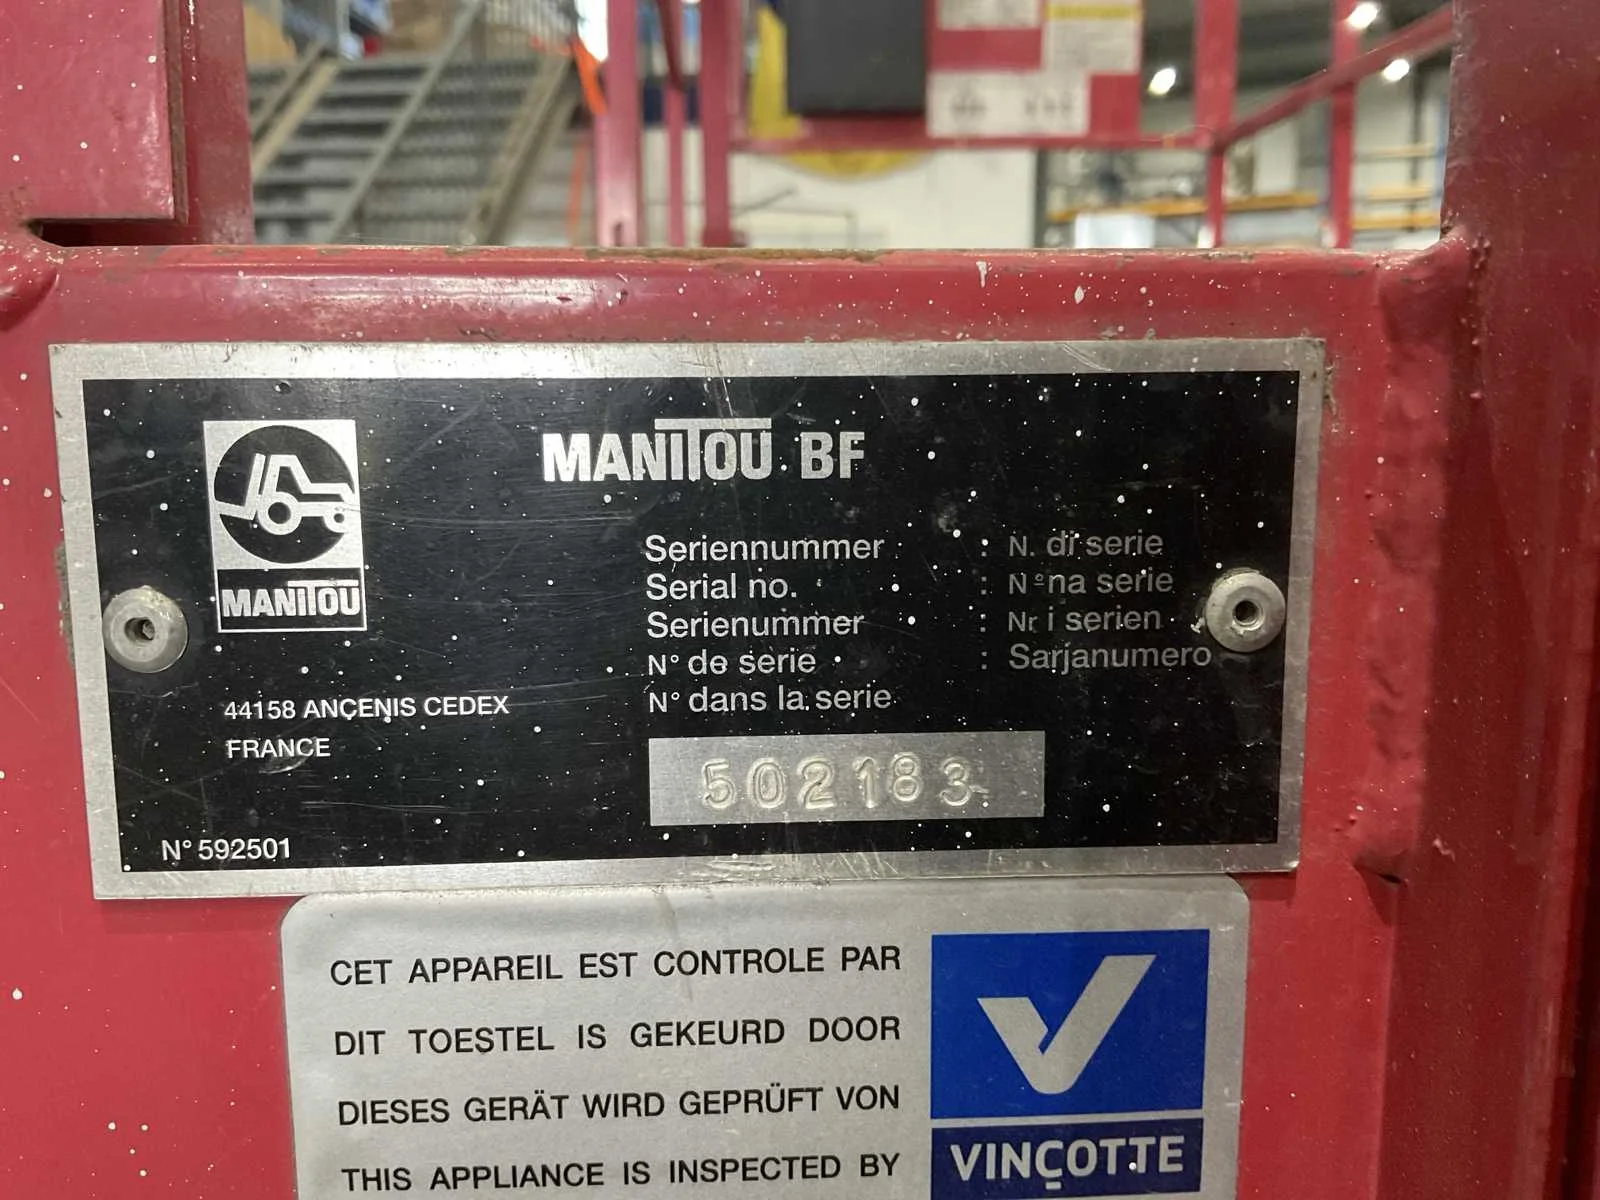 MANITOU BF
MANITOU
Seriennummer : N. di serie
Serial no. : N° na serie
Serienummer : Nr i serien
N° de serie : Sarjanumero
N° dans la serie
44158 ANÇENIS CEDEX
FRANCE
502183
N° 592501
CET APPAREIL EST CONTROLE PAR
DIT TOESTEL IS GEKEURD DOOR
DIESES GERÄT WIRD GEPRÜFT VON
THIS APPLIANCE IS INSPECTED BY
VINÇOTTE